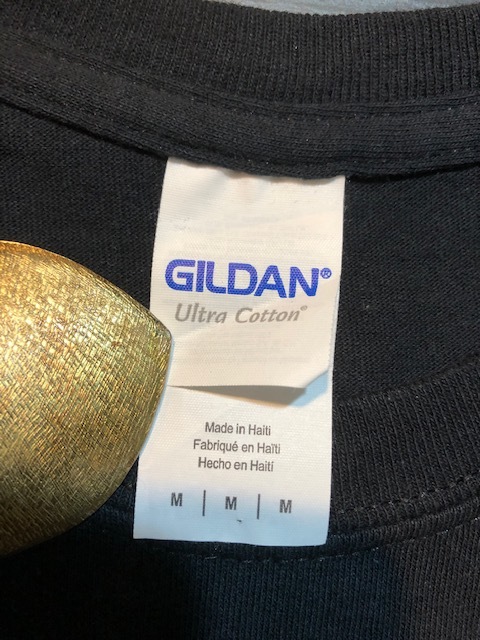 GILDAN®
Ultra Cotton®
Made in Haiti
Fabriqué en Haïti
Hecho en Haití
M | M | M